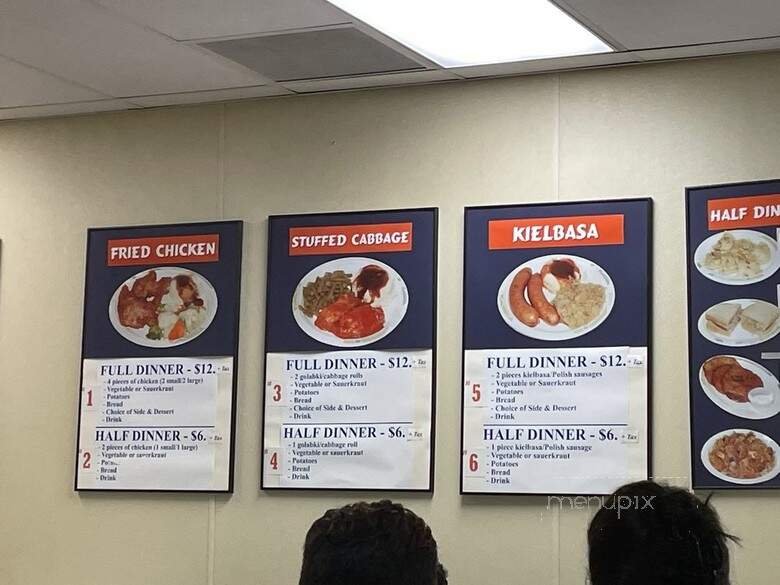 FRIED CHICKEN
FULL DINNER - $12. + Tax
#1
- 4 pieces of chicken (2 small/2 large)
- Vegetable or Sauerkraut
- Potatoes
- Bread
- Choice of Side & Dessert
- Drink
HALF DINNER - $6. + Tax
#2
- 2 pieces of chicken (1 small/1 large)
- Vegetable or sauerkraut
- Bread
- Drink
STUFFED CABBAGE
FULL DINNER - $12. + Tax
#3
- 2 golabki/cabbage rolls
- Vegetable or Sauerkraut
- Potatoes
- Bread
- Choice of Side & Dessert
- Drink
HALF DINNER - $6. + Tax
#4
- 1 golabki/cabbage roll
- Vegetable or sauerkraut
- Potatoes
- Bread
- Drink
KIELBASA
FULL DINNER - $12. + Tax
#5
- 2 pieces kielbasa/Polish sausages
- Vegetable or Sauerkraut
- Potatoes
- Bread
- Choice of Side & Dessert
- Drink
HALF DINNER - $6. + Tax
#6
- 1 piece kielbasa/Polish sausage
- Vegetable or sauerkraut
- Potatoes
- Bread
- Drink
HALF DIN
menupix